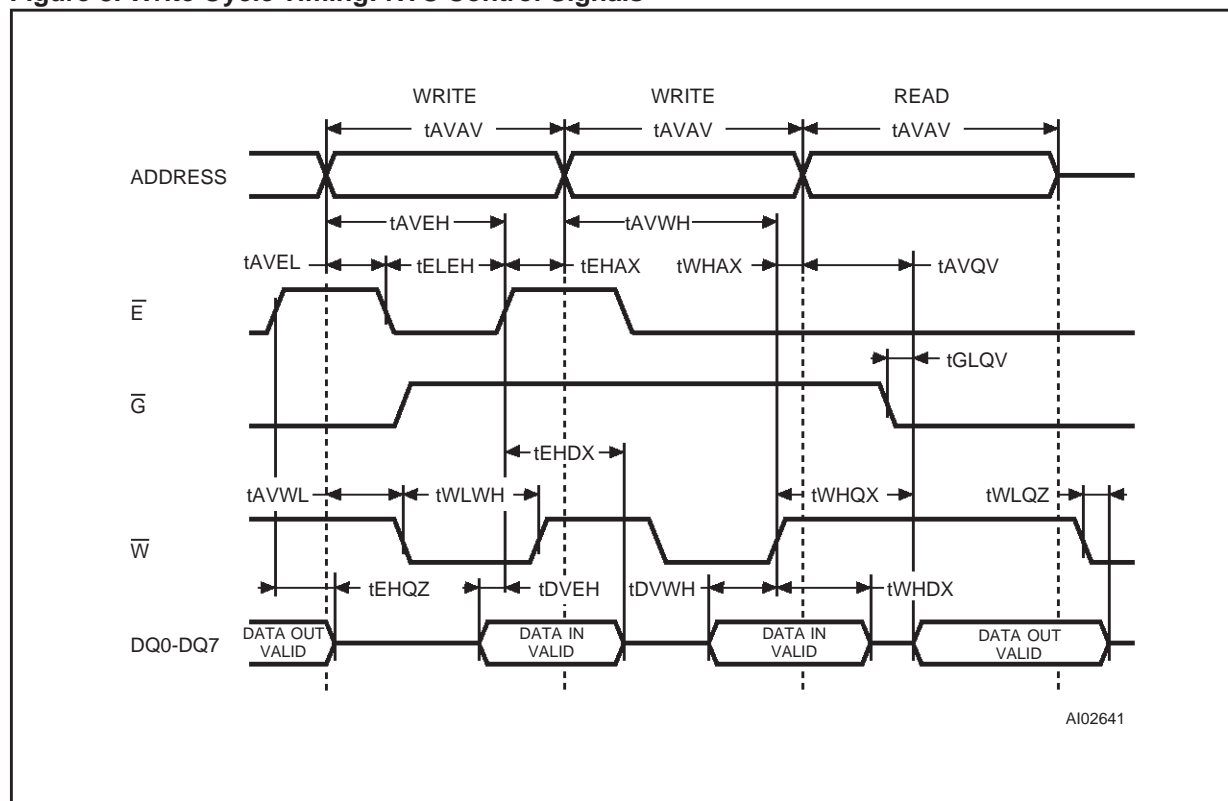 WRITE WRITE READ
tAVAV tAVAV tAVAV
ADDRESS
tAVEH tAVWH
tAVEL tELEH tEHAX tWHAX tAVQV
E
tGLQV
G
tEHDX
tAVWL tWLWH tWHQX tWLQZ
W
tEHQZ tDVEH tDVWH tWHDX
DQ0-DQ7
DATA OUT VALID
DATA IN VALID
DATA IN VALID
DATA OUT VALID
AI02641